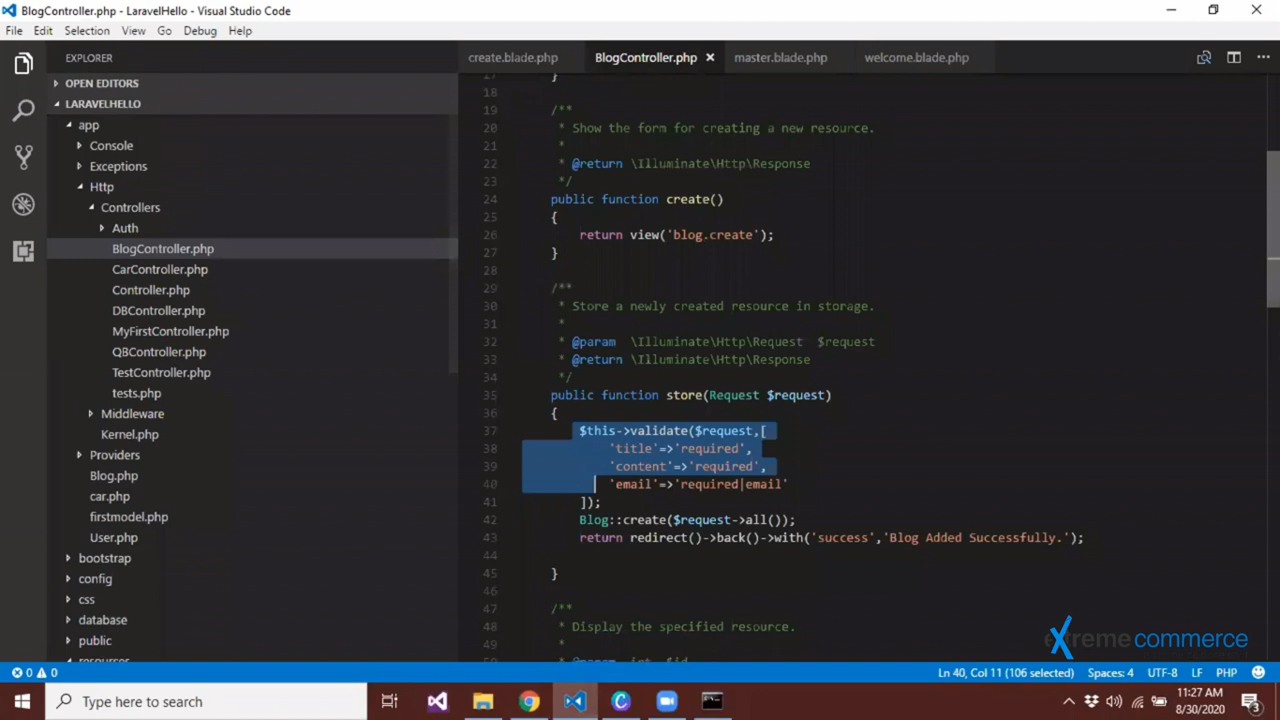 BlogController.php - LaravelHello - Visual Studio Code
File Edit Selection View Go Debug Help
EXPLORER
OPEN EDITORS
LARAVELHELLO
app
Console
Exceptions
Http
Controllers
Auth
BlogController.php
CarController.php
Controller.php
DBController.php
MyFirstController.php
QBController.php
TestController.php
tests.php
Middleware
Kernel.php
Providers
Blog.php
car.php
firstmodel.php
User.php
bootstrap
config
css
database
public
resources
create.blade.php BlogController.php master.blade.php welcome.blade.php
17 }
18
19 /**
20 * Show the form for creating a new resource.
21 *
22 * @return \Illuminate\Http\Response
23 */
24 public function create()
25 {
26 return view('blog.create');
27 }
28
29 /**
30 * Store a newly created resource in storage.
31 *
32 * @param \Illuminate\Http\Request $request
33 * @return \Illuminate\Http\Response
34 */
35 public function store(Request $request)
36 {
37 $this->validate($request,[
38 'title'=>'required',
39 'content'=>'required',
40 'email'=>'required|email'
41 ]);
42 Blog::create($request->all());
43 return redirect()->back()->with('success','Blog Added Successfully.');
44
45 }
46
47 /**
48 * Display the specified resource.
49 *
50 * @param int $id
extreme commerce
0 0 Ln 40, Col 11 (106 selected) Spaces: 4 UTF-8 LF PHP
Type here to search
11:27 AM
8/30/2020
3